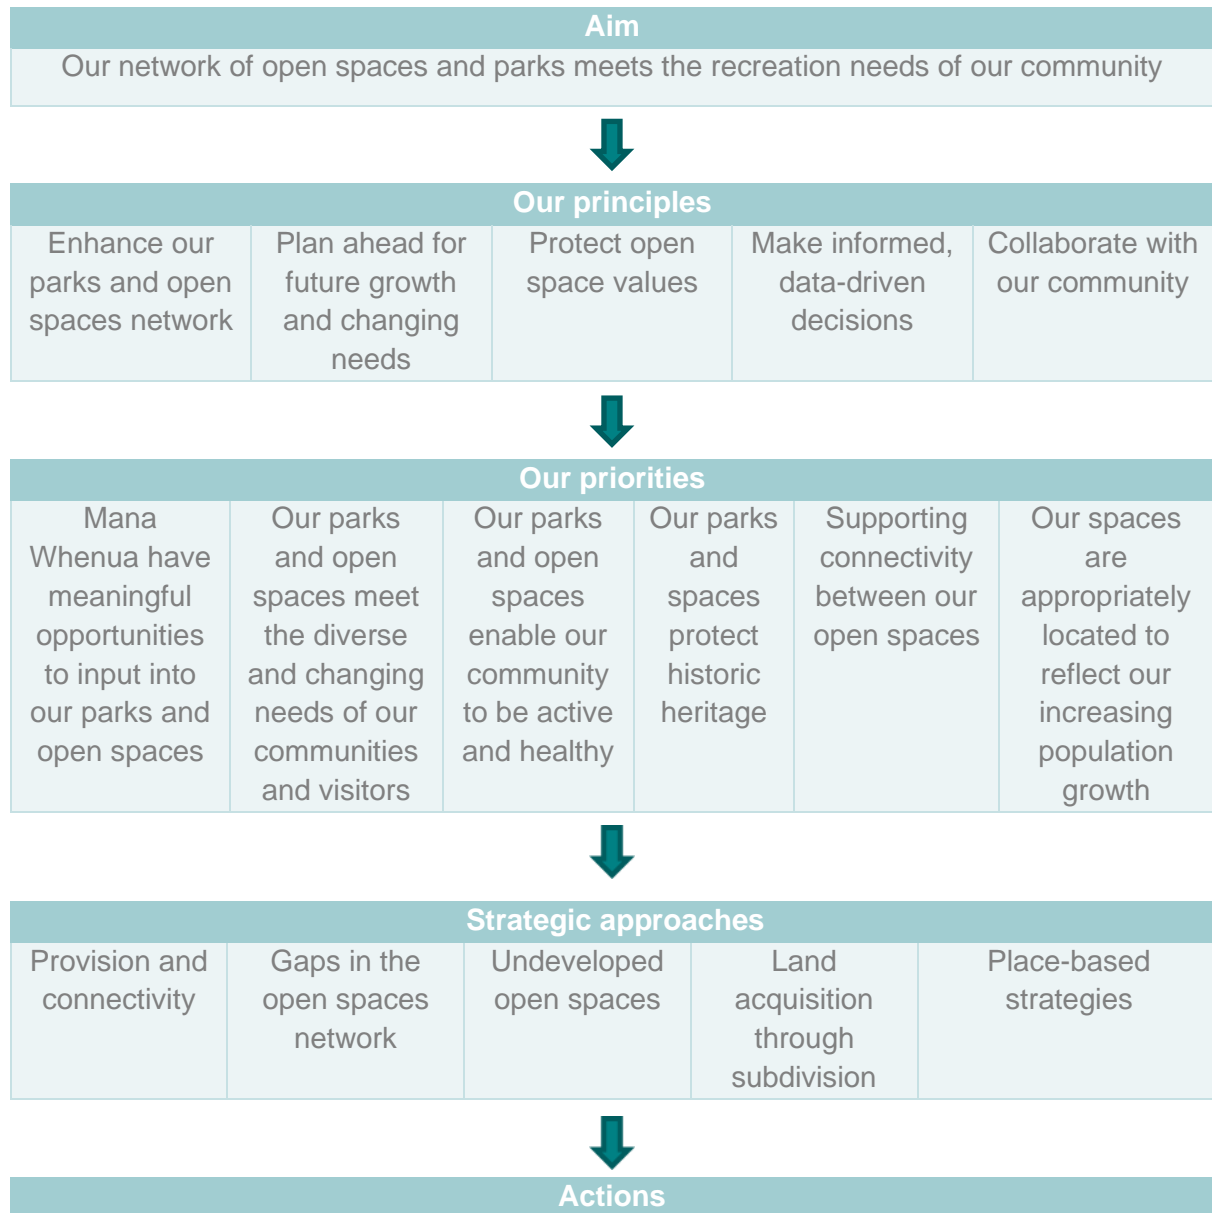 Aim
Our network of open spaces and parks meets the recreation needs of our community
Our principles
Enhance our
parks and open
spaces network
Plan ahead for
future growth
and changing
needs
Protect open
space values
Make informed,
data-driven
decisions
Collaborate with
our community
Our priorities
Mana
Whenua have
meaningful
opportunities
to input into
our parks and
open spaces
Our parks
and open
spaces meet
the diverse
and changing
needs of our
communities
and visitors
Our parks
and open
spaces
enable our
community
to be active
and healthy
Our parks
and
spaces
protect
historic
heritage
Supporting
connectivity
between our
open spaces
Our spaces
are
appropriately
located to
reflect our
increasing
population
growth
Strategic approaches
Provision and
connectivity
Gaps in the
open spaces
network
Undeveloped
open spaces
Land
acquisition
through
subdivision
Place-based
strategies
Actions